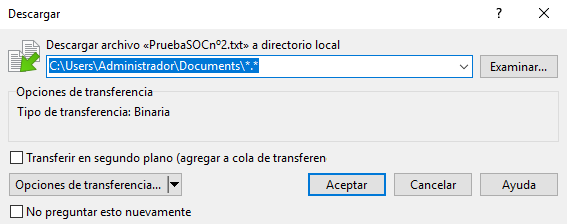 Descargar
Descargar archivo «PruebaSOCnº2.txt» a directorio local
C:\Users\Administrador\Documents\*.*
Examinar...
Opciones de transferencia
Tipo de transferencia: Binaria
Transferir en segundo plano (agregar a cola de transferen
Opciones de transferencia...
Aceptar
Cancelar
Ayuda
No preguntar esto nuevamente